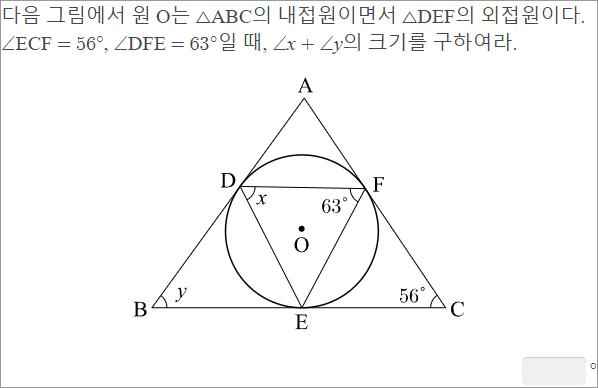 다음 그림에서 원 O는 △ABC의 내접원이면서 △DEF의 외접원이다.
∠ECF = 56°, ∠DFE = 63°일 때, ∠x + ∠y의 크기를 구하여라.
A
D
F
x
63°
O
y
56°
B
C
E
°